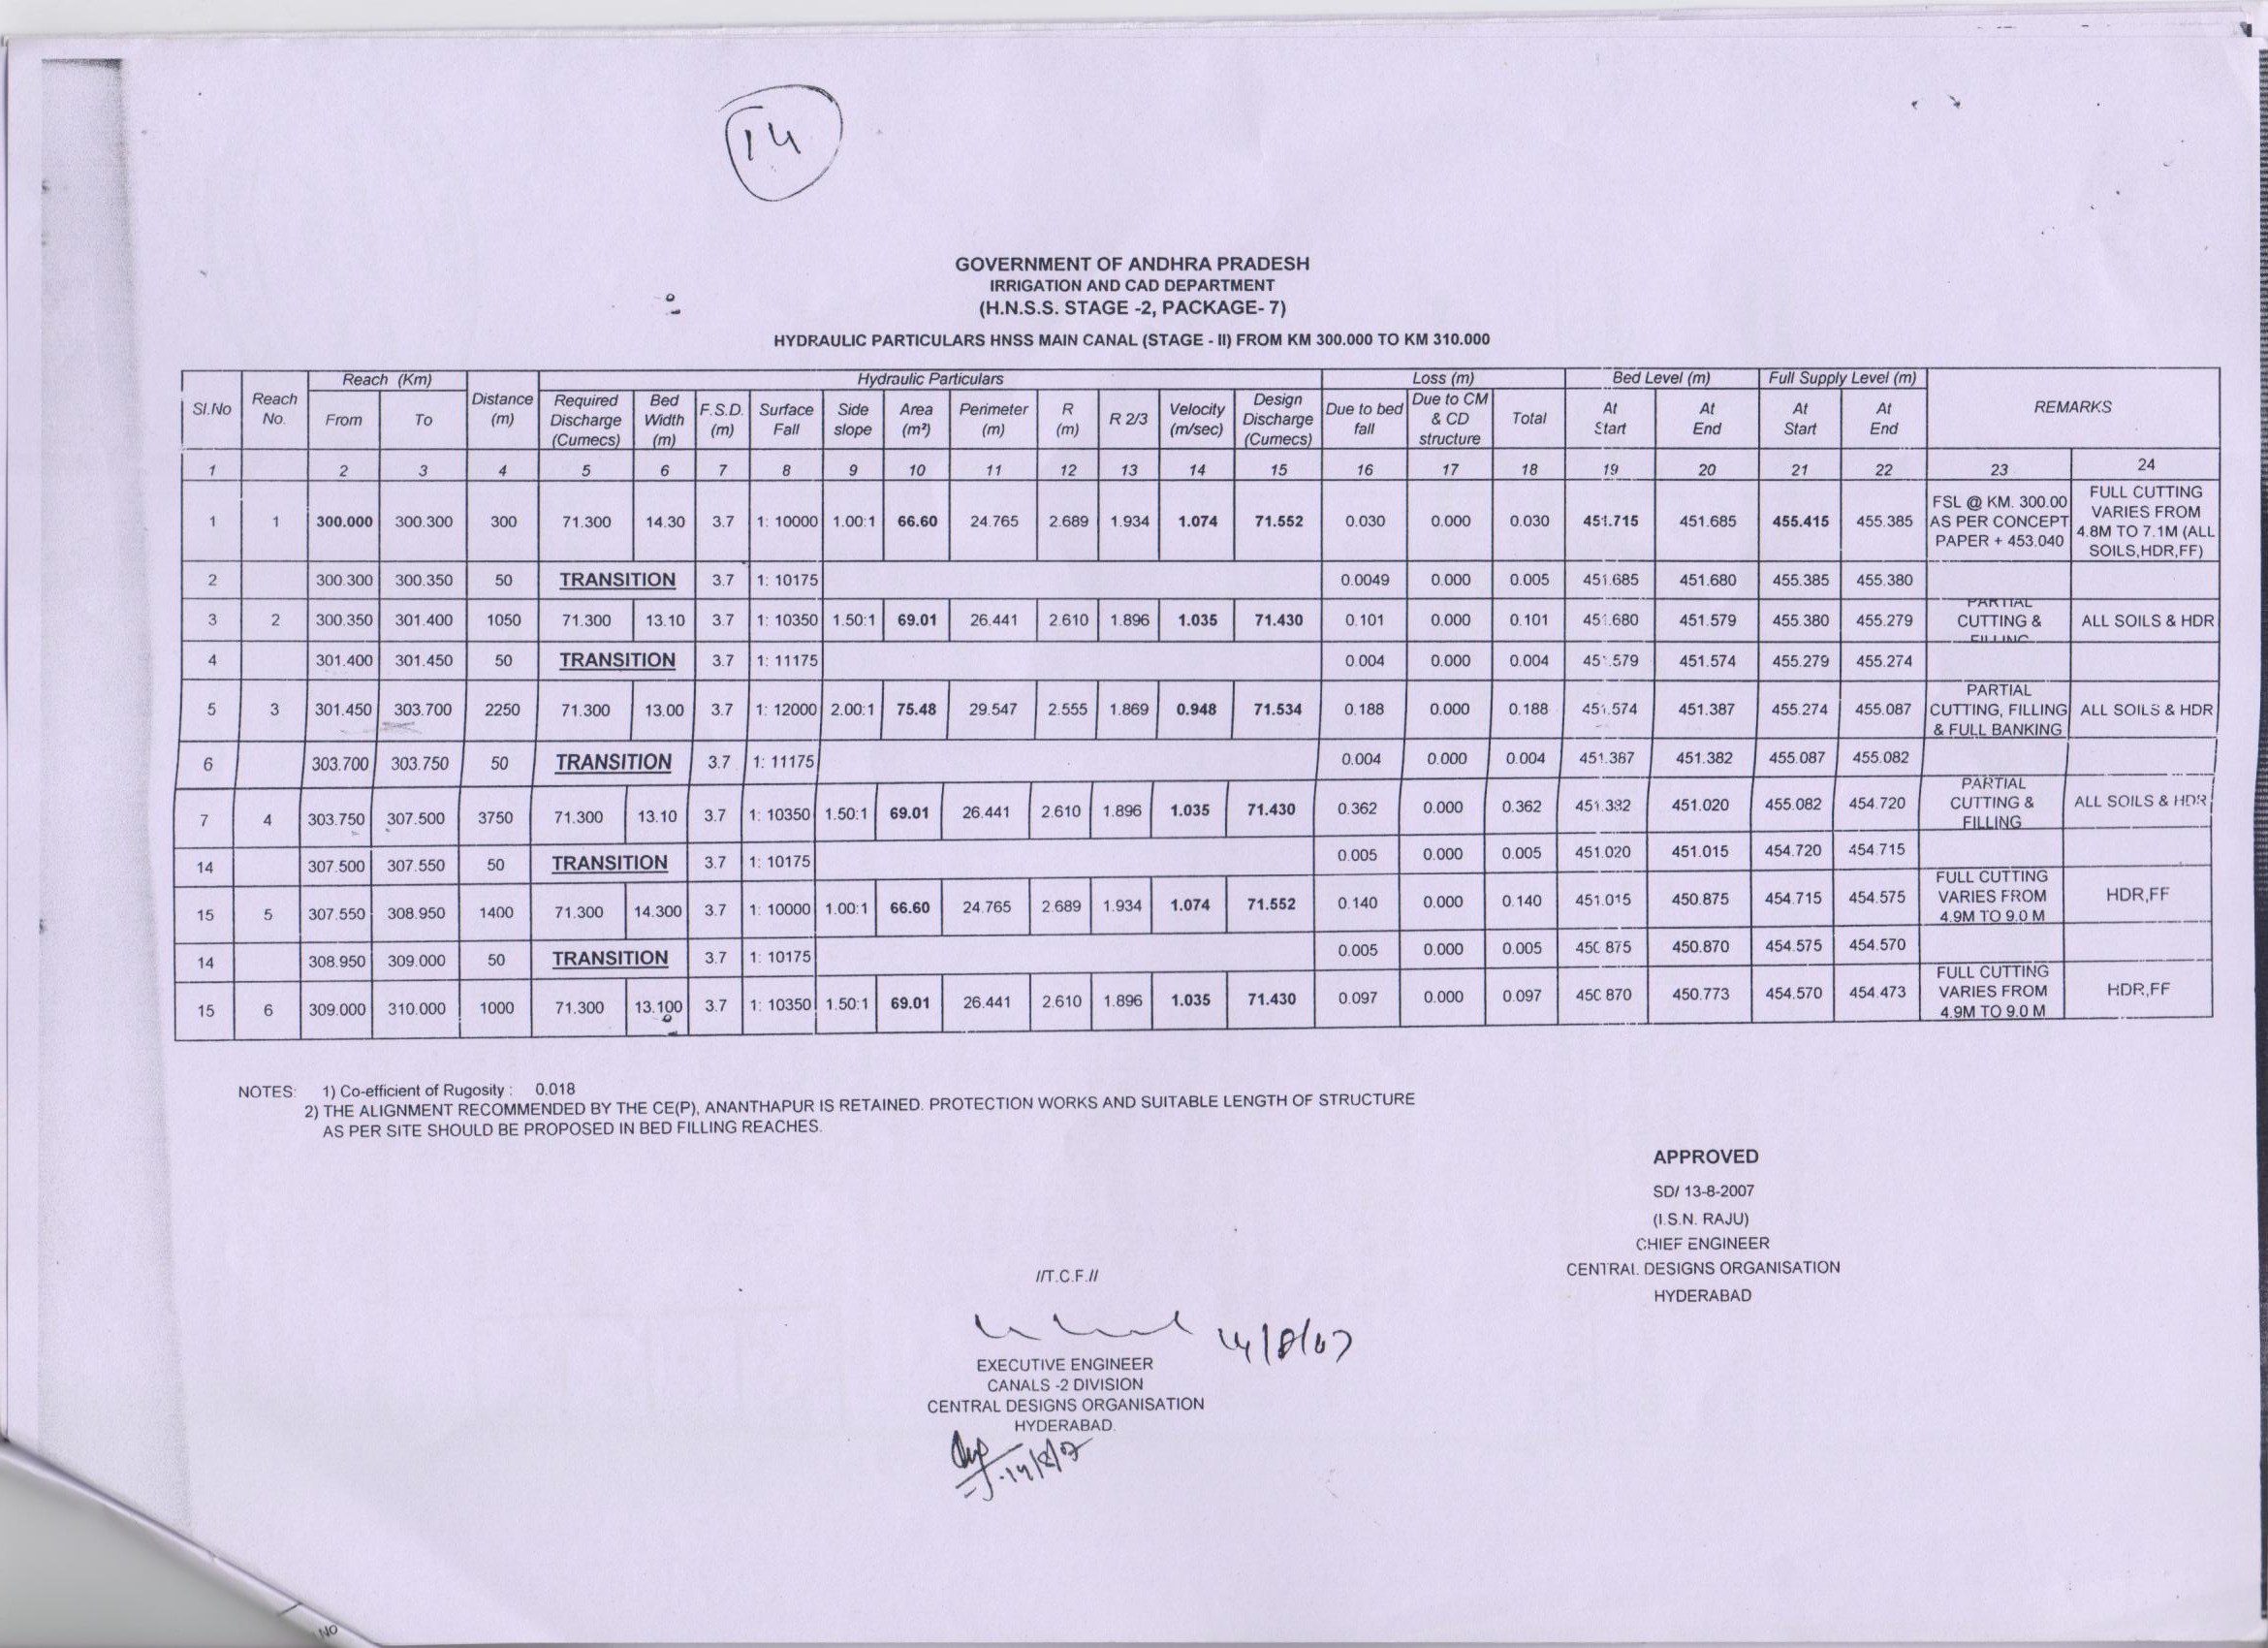 14
GOVERNMENT OF ANDHRA PRADESH
IRRIGATION AND CAD DEPARTMENT
(H.N.S.S. STAGE -2, PACKAGE- 7)
HYDRAULIC PARTICULARS HNSS MAIN CANAL (STAGE - II) FROM KM 300.000 TO KM 310.000
Sl.No Reach No. Reach (Km) From To Distance (m) Hydraulic Particulars Required Discharge (Cumecs) Bed Width (m) F.S.D. (m) Surface Fall Side slope Area (m²) Perimeter (m) R (m) R 2/3 Velocity (m/sec) Design Discharge (Cumecs) Loss (m) Due to bed fall Due to CM & CD structure Total Bed Level (m) At Start At End Full Supply Level (m) At Start At End REMARKS
1 2 3 4 5 6 7 8 9 10 11 12 13 14 15 16 17 18 19 20 21 22 23 24
1 1 300.000 300.300 300 71.300 14.30 3.7 1: 10000 1.00:1 66.60 24.765 2.689 1.934 1.074 71.552 0.030 0.000 0.030 451.715 451.685 455.415 455.385 FSL @ KM. 300.00 AS PER CONCEPT PAPER + 453.040 FULL CUTTING VARIES FROM 4.8M TO 7.1M (ALL SOILS,HDR,FF)
2 300.300 300.350 50 TRANSITION 3.7 1: 10175 0.0049 0.000 0.005 451.685 451.680 455.385 455.380
3 2 300.350 301.400 1050 71.300 13.10 3.7 1: 10350 1.50:1 69.01 26.441 2.610 1.896 1.035 71.430 0.101 0.000 0.101 451.680 451.579 455.380 455.279 PARTIAL CUTTING & FILLING ALL SOILS & HDR
4 301.400 301.450 50 TRANSITION 3.7 1: 11175 0.004 0.000 0.004 451.579 451.574 455.279 455.274
5 3 301.450 303.700 2250 71.300 13.00 3.7 1: 12000 2.00:1 75.48 29.547 2.555 1.869 0.948 71.534 0.188 0.000 0.188 451.574 451.387 455.274 455.087 PARTIAL CUTTING, FILLING & FULL BANKING ALL SOILS & HDR
6 303.700 303.750 50 TRANSITION 3.7 1: 11175 0.004 0.000 0.004 451.387 451.382 455.087 455.082
7 4 303.750 307.500 3750 71.300 13.10 3.7 1: 10350 1.50:1 69.01 26.441 2.610 1.896 1.035 71.430 0.362 0.000 0.362 451.382 451.020 455.082 454.720 PARTIAL CUTTING & FILLING ALL SOILS & HDR
14 307.500 307.550 50 TRANSITION 3.7 1: 10175 0.005 0.000 0.005 451.020 451.015 454.720 454.715
15 5 307.550 308.950 1400 71.300 14.300 3.7 1: 10000 1.00:1 66.60 24.765 2.689 1.934 1.074 71.552 0.140 0.000 0.140 451.015 450.875 454.715 454.575 FULL CUTTING VARIES FROM 4.9M TO 9.0 M HDR,FF
14 308.950 309.000 50 TRANSITION 3.7 1: 10175 0.005 0.000 0.005 450.875 450.870 454.575 454.570
15 6 309.000 310.000 1000 71.300 13.100 3.7 1: 10350 1.50:1 69.01 26.441 2.610 1.896 1.035 71.430 0.097 0.000 0.097 450.870 450.773 454.570 454.473 FULL CUTTING VARIES FROM 4.9M TO 9.0 M HDR,FF
NOTES: 1) Co-efficient of Rugosity : 0.018
2) THE ALIGNMENT RECOMMENDED BY THE CE(P), ANANTHAPUR IS RETAINED. PROTECTION WORKS AND SUITABLE LENGTH OF STRUCTURE
AS PER SITE SHOULD BE PROPOSED IN BED FILLING REACHES.
APPROVED
SD/ 13-8-2007
(I.S.N. RAJU)
CHIEF ENGINEER
CENTRAL DESIGNS ORGANISATION
HYDERABAD
//T.C.F.//
14/8/07
EXECUTIVE ENGINEER
CANALS -2 DIVISION
CENTRAL DESIGNS ORGANISATION
HYDERABAD.
14/8/07
No